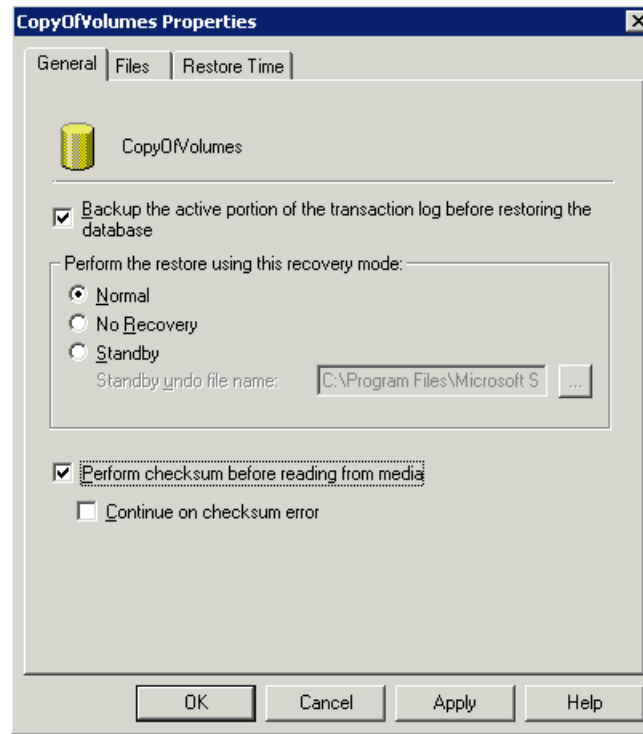 CopyOfVolumes Properties
General Files Restore Time
CopyOfVolumes
Backup the active portion of the transaction log before restoring the
database
Perform the restore using this recovery mode:
Normal
No Recovery
Standby
Standby undo file name: C:\Program Files\Microsoft S ...
Perform checksum before reading from media
Continue on checksum error
OK Cancel Apply Help